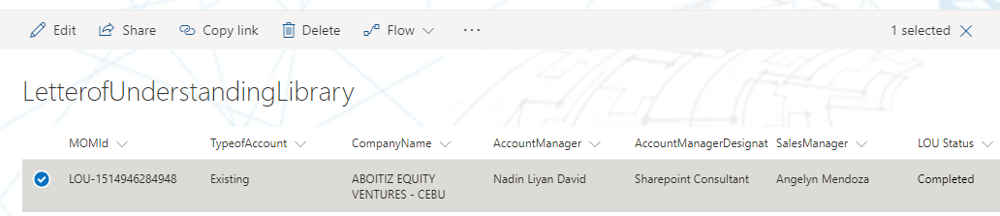 Edit Share Copy link Delete Flow ··· 1 selected
LetterofUnderstandingLibrary
MOMId TypeofAccount CompanyName AccountManager AccountManagerDesignat SalesManager LOU Status
LOU-1514946284948 Existing ABOITIZ EQUITY Nadin Liyan David Sharepoint Consultant Angelyn Mendoza Completed
VENTURES - CEBU